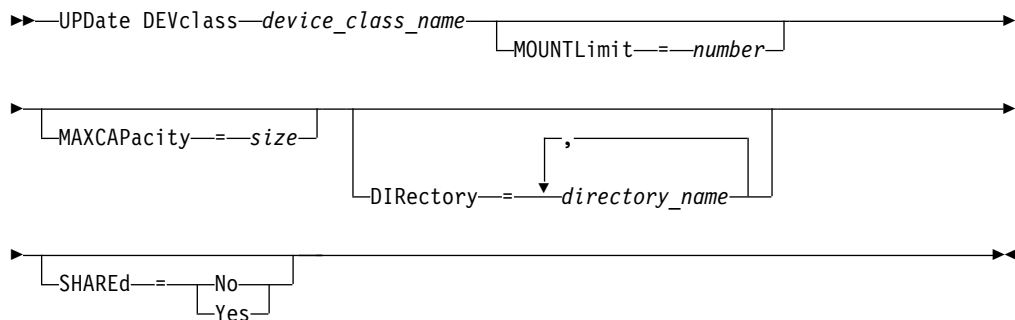 UPDate DEVclass device_class_name
MOUNTLimit = number
MAXCAPacity = size
,
DIRectory = directory_name
SHAREd = No
Yes